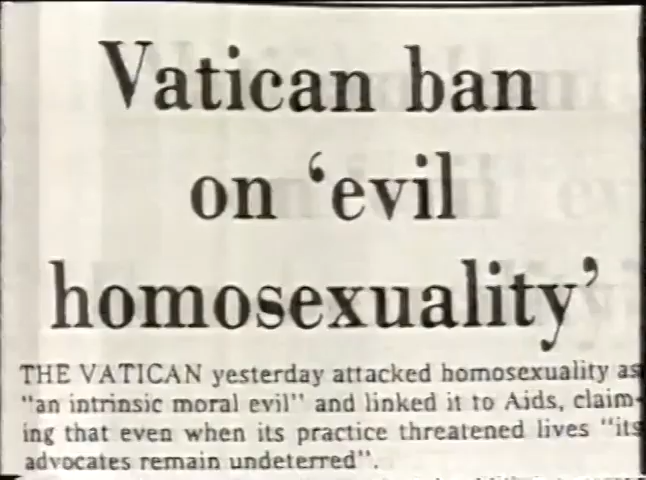 Vatican ban
on ‘evil
homosexuality’
THE VATICAN yesterday attacked homosexuality as
"an intrinsic moral evil" and linked it to Aids, claim-
ing that even when its practice threatened lives "its
advocates remain undeterred".